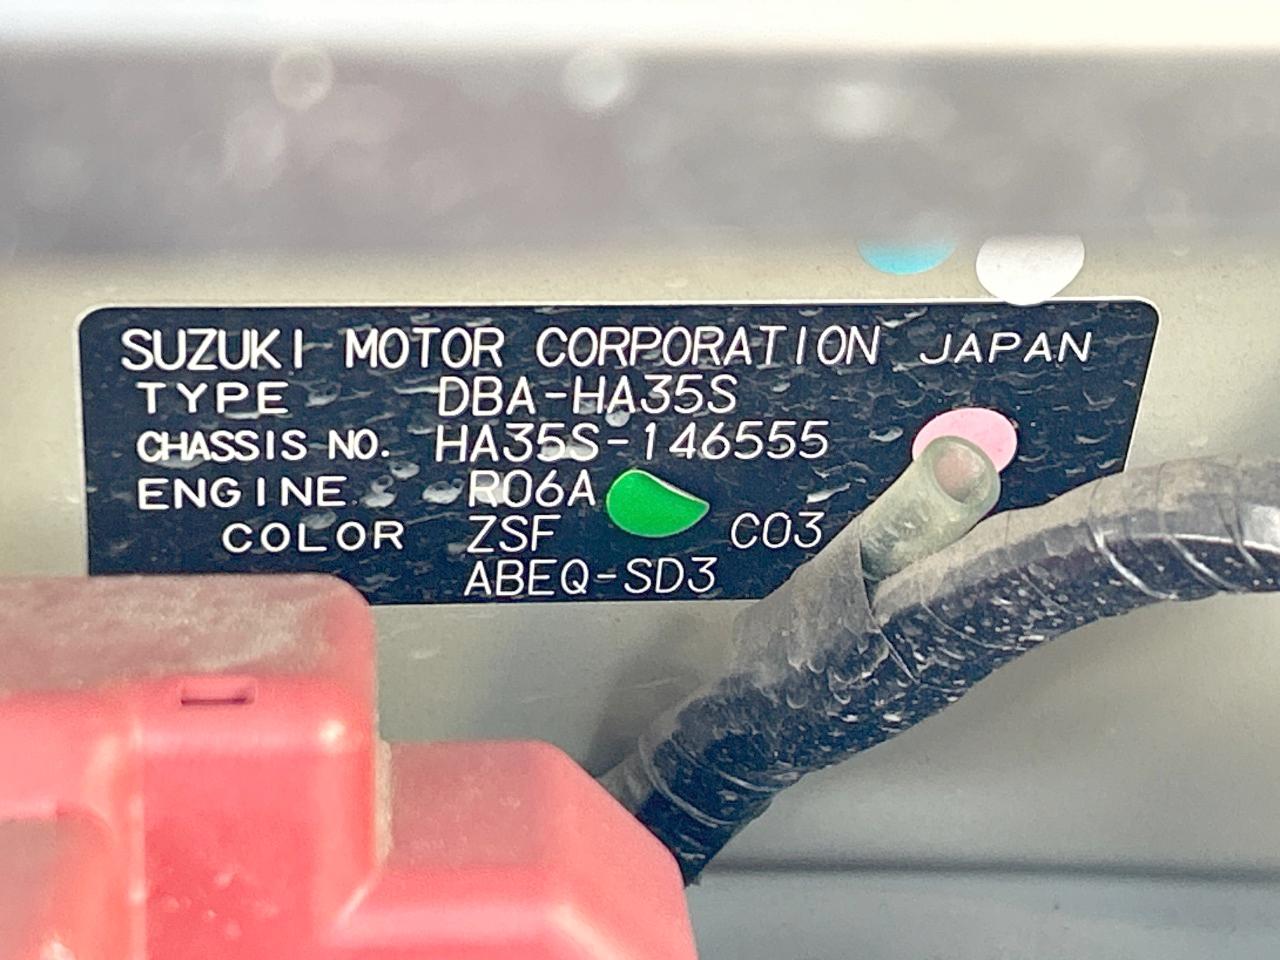 SUZUKI MOTOR CORPORATION JAPAN
TYPE DBA-HA35S
CHASSIS NO. HA35S-146555
ENGINE R06A
COLOR ZSF C03
ABEQ-SD3